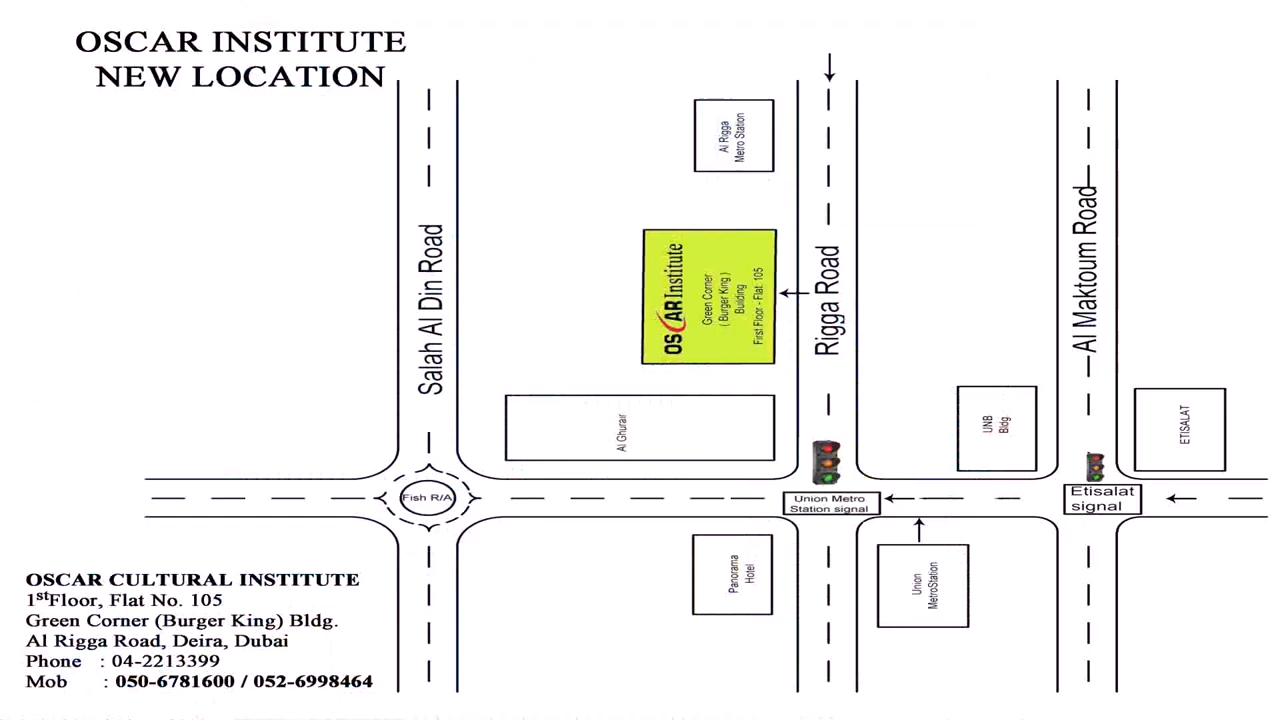 OSCAR INSTITUTE
NEW LOCATION
Al Rigga
Metro Station
Salah Al Din Road
OSCAR Institute
Green Corner
( Burger King )
Building
First Floor - Flat. 105
Rigga Road
Al Maktoum Road
Al Ghurair
UNB
Bldg
ETISALAT
Fish R/A
Union Metro
Station signal
Etisalat
signal
Panorama
Hotel
Union
MetroStation
OSCAR CULTURAL INSTITUTE
1stFloor, Flat No. 105
Green Corner (Burger King) Bldg.
Al Rigga Road, Deira, Dubai
Phone : 04-2213399
Mob : 050-6781600 / 052-6998464